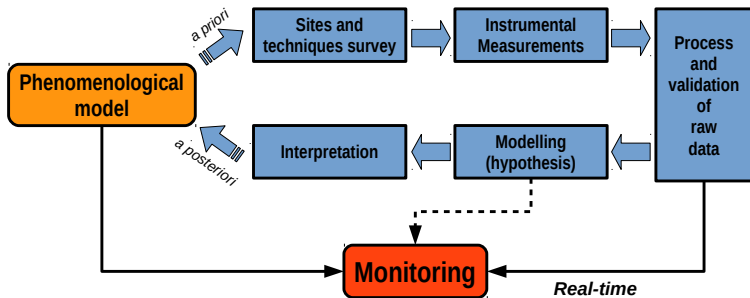 a priori
Sites and
techniques survey
Instrumental
Measurements
Process
and
validation
of
raw
data
Phenomenological
model
a posteriori
Interpretation
Modelling
(hypothesis)
Monitoring
Real-time